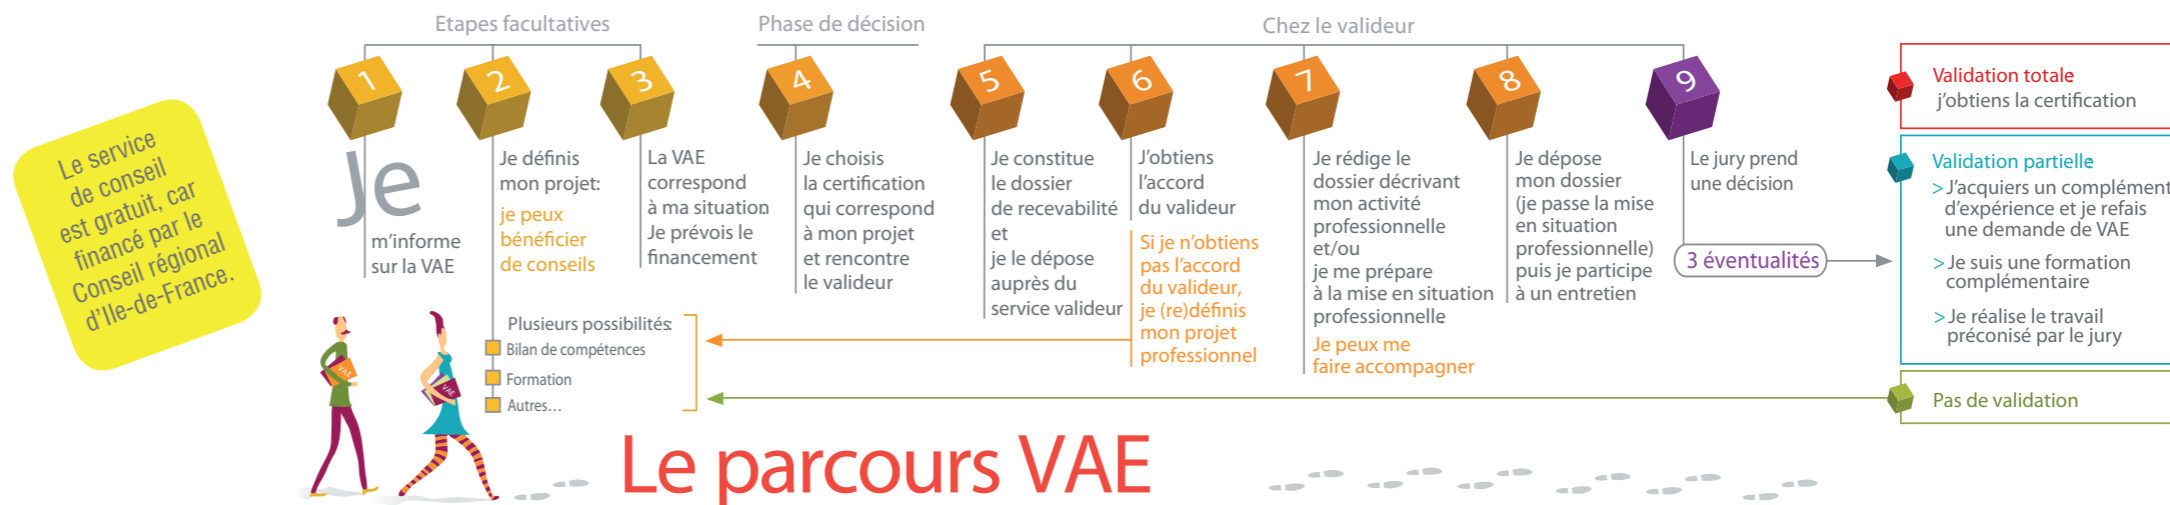 Le service
de conseil
est gratuit, car
financé par le
Conseil régional
d'Ile-de-France.
Etapes facultatives
1
Je
m'informe
sur la VAE
2
Je définis
mon projet:
je peux
bénéficier
de conseils
Plusieurs possibilités:
Bilan de compétences
Formation
Autres…
3
La VAE
correspond
à ma situation
Je prévois le
financement
Phase de décision
4
Je choisis
la certification
qui correspond
à mon projet
et rencontre
le valideur
Chez le valideur
5
Je constitue
le dossier
de recevabilité
et
je le dépose
auprès du
service valideur
6
J'obtiens
l'accord
du valideur
Si je n'obtiens
pas l'accord
du valideur,
je (re)définis
mon projet
professionnel
7
Je rédige le
dossier décrivant
mon activité
professionnelle
et/ou
je me prépare
à la mise en situation
professionnelle
Je peux me
faire accompagner
8
Je dépose
mon dossier
(je passe la mise
en situation
professionnelle)
puis je participe
à un entretien
9
Le jury prend
une décision
3 éventualités
Validation totale
j'obtiens la certification
Validation partielle
> J'acquiers un complément
d'expérience et je refais
une demande de VAE
> Je suis une formation
complémentaire
> Je réalise le travail
préconisé par le jury
Pas de validation
VAE
VAE
Le parcours VAE